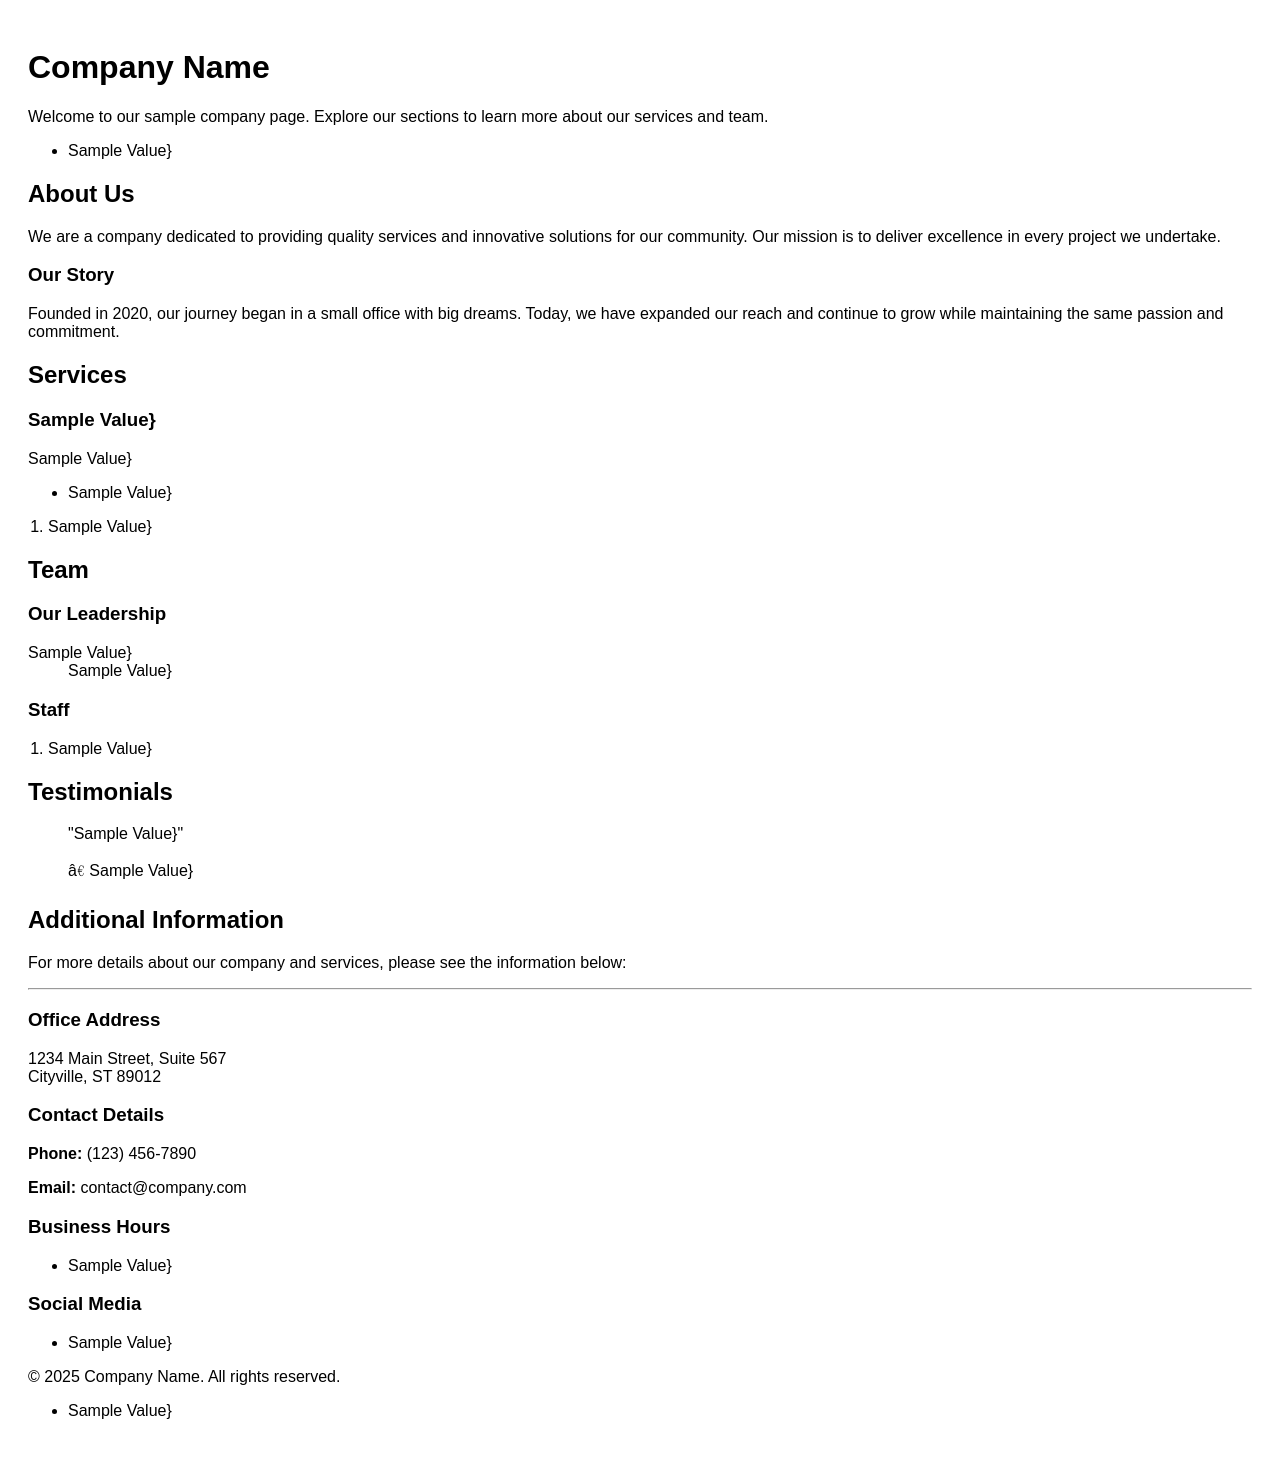 Company Name
Welcome to our sample company page. Explore our sections to learn more about our services and team.
• Sample Value}
About Us
We are a company dedicated to providing quality services and innovative solutions for our community. Our mission is to deliver excellence in every project we undertake.
Our Story
Founded in 2020, our journey began in a small office with big dreams. Today, we have expanded our reach and continue to grow while maintaining the same passion and
commitment.
Services
Sample Value}
Sample Value}
• Sample Value}
1. Sample Value}
Team
Our Leadership
Sample Value}
Sample Value}
Staff
1. Sample Value}
Testimonials
"Sample Value}"
â€ Sample Value}
Additional Information
For more details about our company and services, please see the information below:
Office Address
1234 Main Street, Suite 567
Cityville, ST 89012
Contact Details
Phone: (123) 456-7890
Email: contact@company.com
Business Hours
• Sample Value}
Social Media
• Sample Value}
© 2025 Company Name. All rights reserved.
• Sample Value}